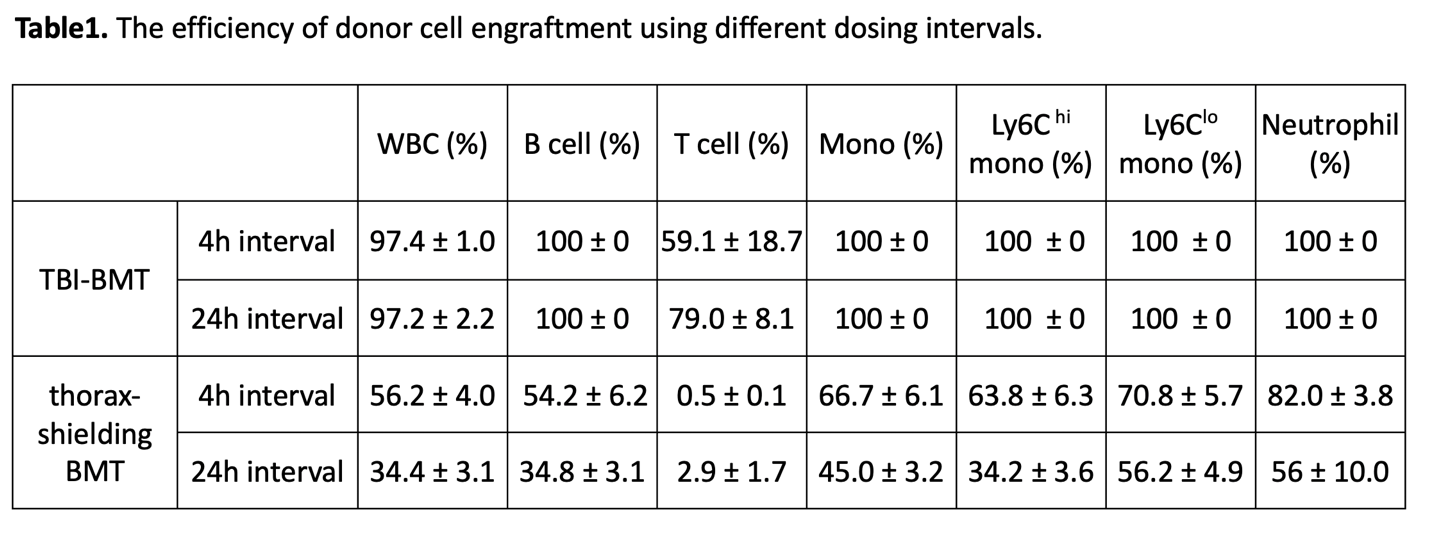 Table1. The efficiency of donor cell engraftment using different dosing intervals.
WBC (%) B cell (%) T cell (%) Mono (%) Ly6C hi mono (%) Ly6Clo mono (%) Neutrophil (%)
TBI-BMT
4h interval 97.4 ± 1.0 100 ± 0 59.1 ± 18.7 100 ± 0 100 ± 0 100 ± 0 100 ± 0
24h interval 97.2 ± 2.2 100 ± 0 79.0 ± 8.1 100 ± 0 100 ± 0 100 ± 0 100 ± 0
thorax-
shielding
BMT
4h interval 56.2 ± 4.0 54.2 ± 6.2 0.5 ± 0.1 66.7 ± 6.1 63.8 ± 6.3 70.8 ± 5.7 82.0 ± 3.8
24h interval 34.4 ± 3.1 34.8 ± 3.1 2.9 ± 1.7 45.0 ± 3.2 34.2 ± 3.6 56.2 ± 4.9 56 ± 10.0